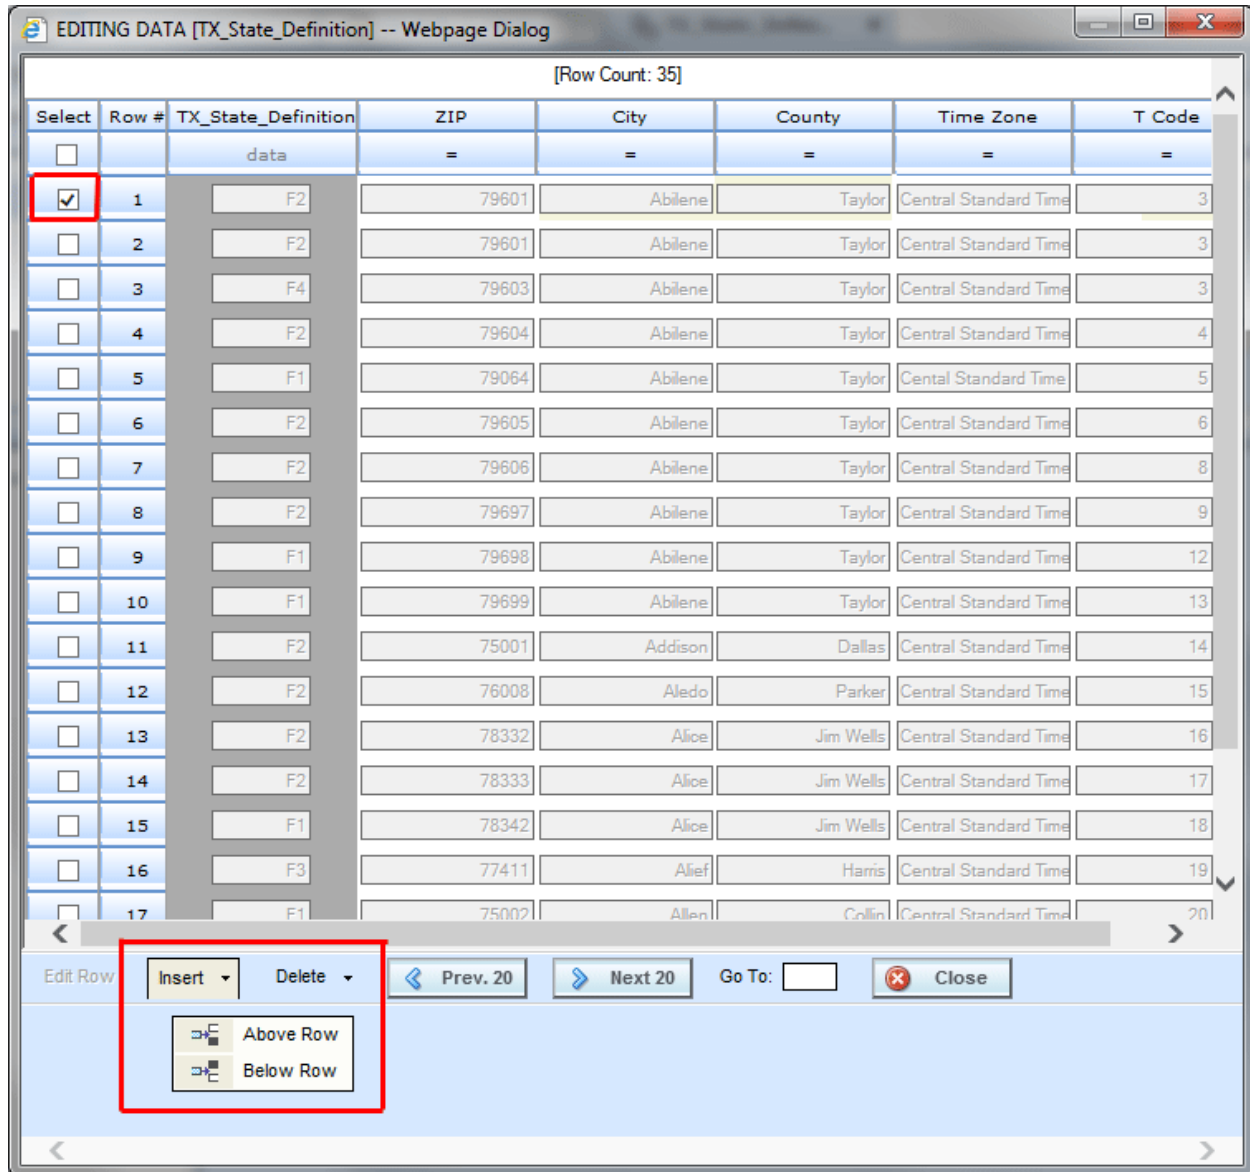 EDITING DATA [TX_State_Definition] -- Webpage Dialog
[Row Count: 35]
Select Row # TX_State_Definition ZIP City County Time Zone T Code
data = = = = =
1 F2 79601 Abilene Taylor Central Standard Time 3
2 F2 79601 Abilene Taylor Central Standard Time 3
3 F4 79603 Abilene Taylor Central Standard Time 3
4 F2 79604 Abilene Taylor Central Standard Time 4
5 F1 79064 Abilene Taylor Cental Standard Time 5
6 F2 79605 Abilene Taylor Central Standard Time 6
7 F2 79606 Abilene Taylor Central Standard Time 8
8 F2 79697 Abilene Taylor Central Standard Time 9
9 F1 79698 Abilene Taylor Central Standard Time 12
10 F1 79699 Abilene Taylor Central Standard Time 13
11 F2 75001 Addison Dallas Central Standard Time 14
12 F2 76008 Aledo Parker Central Standard Time 15
13 F2 78332 Alice Jim Wells Central Standard Time 16
14 F2 78333 Alice Jim Wells Central Standard Time 17
15 F1 78342 Alice Jim Wells Central Standard Time 18
16 F3 77411 Alief Harris Central Standard Time 19
17 F1 75002 Allen Collin Central Standard Time 20
Edit Row Insert Delete Prev. 20 Next 20 Go To: Close
Above Row
Below Row